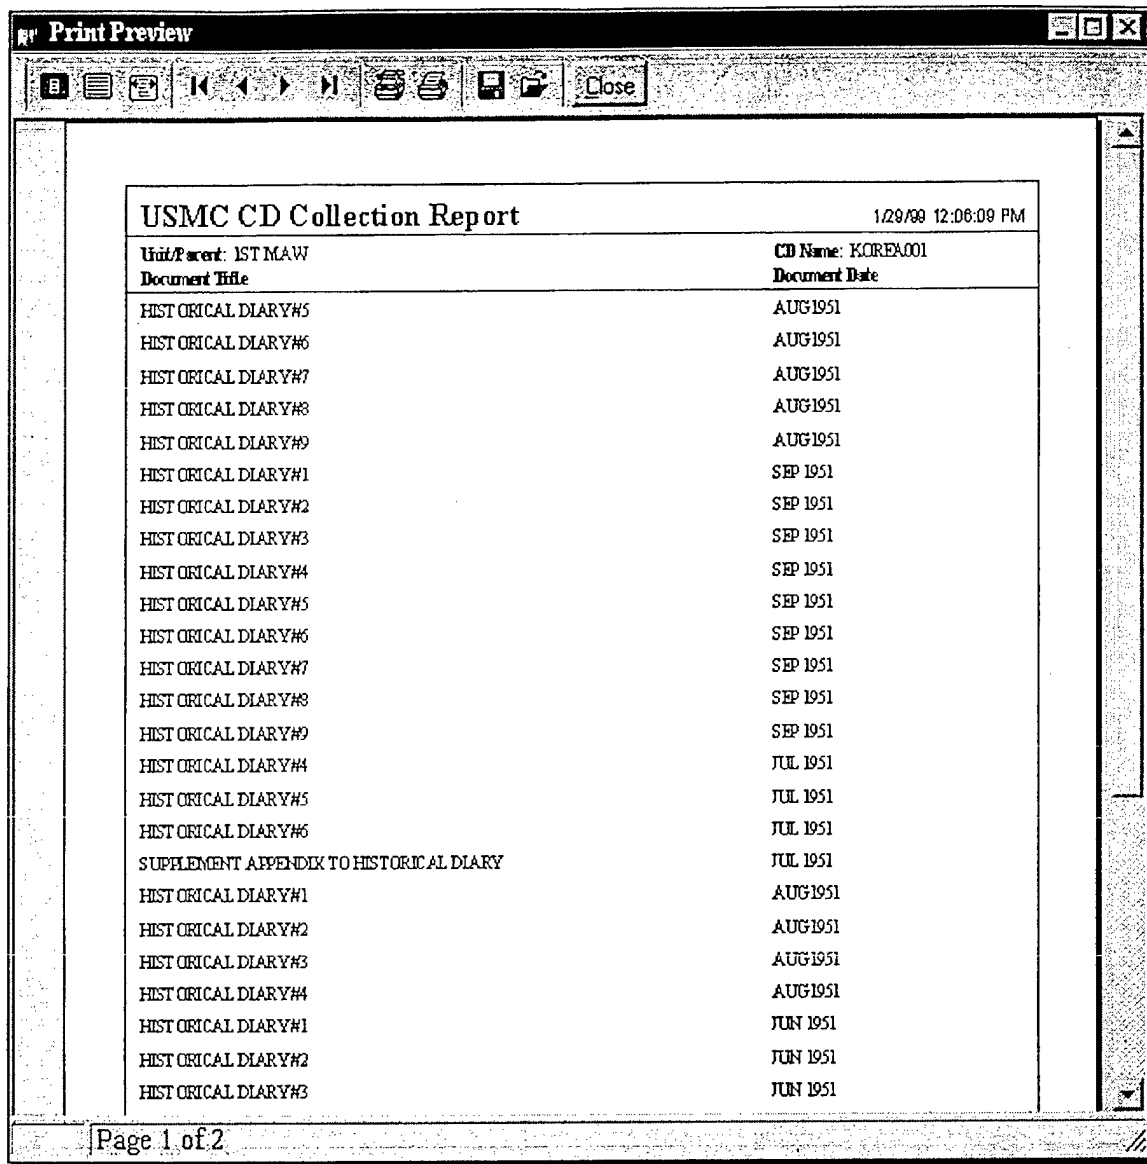 Print Preview
Close
USMC CD Collection Report 1/29/99 12:06:09 PM
Unit/Parent: 1ST MAW CD Name: KOREA001
Document Title Document Date
HISTORICAL DIARY#5 AUG1951
HISTORICAL DIARY#6 AUG1951
HISTORICAL DIARY#7 AUG1951
HISTORICAL DIARY#8 AUG1951
HISTORICAL DIARY#9 AUG1951
HISTORICAL DIARY#1 SEP 1951
HISTORICAL DIARY#2 SEP 1951
HISTORICAL DIARY#3 SEP 1951
HISTORICAL DIARY#4 SEP 1951
HISTORICAL DIARY#5 SEP 1951
HISTORICAL DIARY#6 SEP 1951
HISTORICAL DIARY#7 SEP 1951
HISTORICAL DIARY#8 SEP 1951
HISTORICAL DIARY#9 SEP 1951
HISTORICAL DIARY#4 JUL 1951
HISTORICAL DIARY#5 JUL 1951
HISTORICAL DIARY#6 JUL 1951
SUPPLEMENT APPENDIX TO HISTORICAL DIARY JUL 1951
HISTORICAL DIARY#1 AUG1951
HISTORICAL DIARY#2 AUG1951
HISTORICAL DIARY#3 AUG1951
HISTORICAL DIARY#4 AUG1951
HISTORICAL DIARY#1 JUN 1951
HISTORICAL DIARY#2 JUN 1951
HISTORICAL DIARY#3 JUN 1951
Page 1 of 2